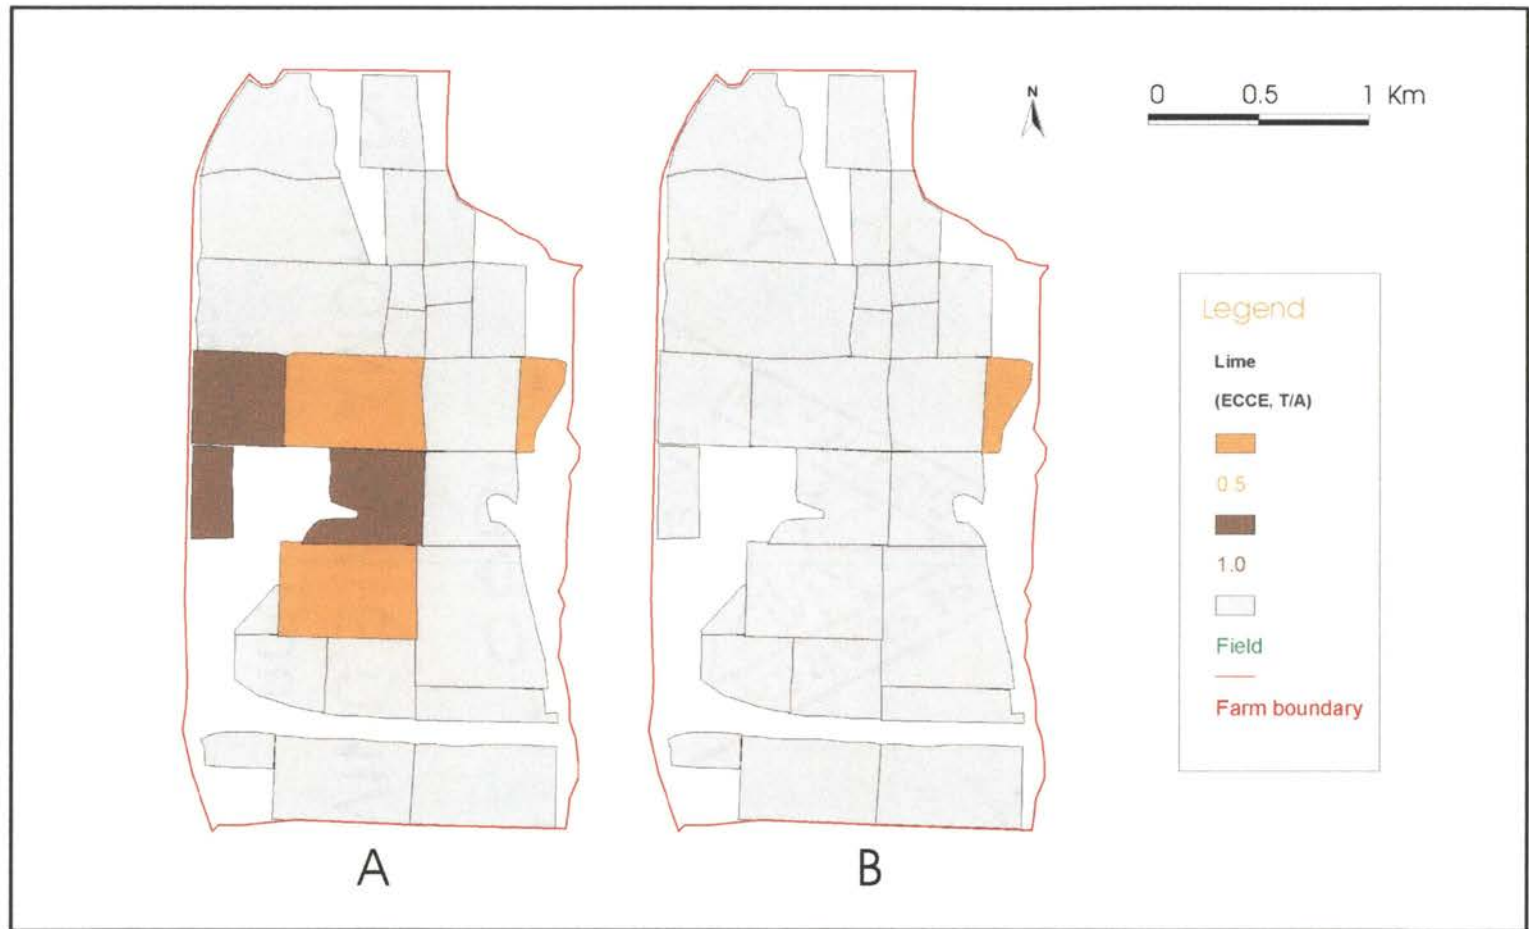 N
0 0.5 1 Km
Legend
Lime
(ECCE, T/A)
0.5
1.0
Field
Farm boundary
A
B